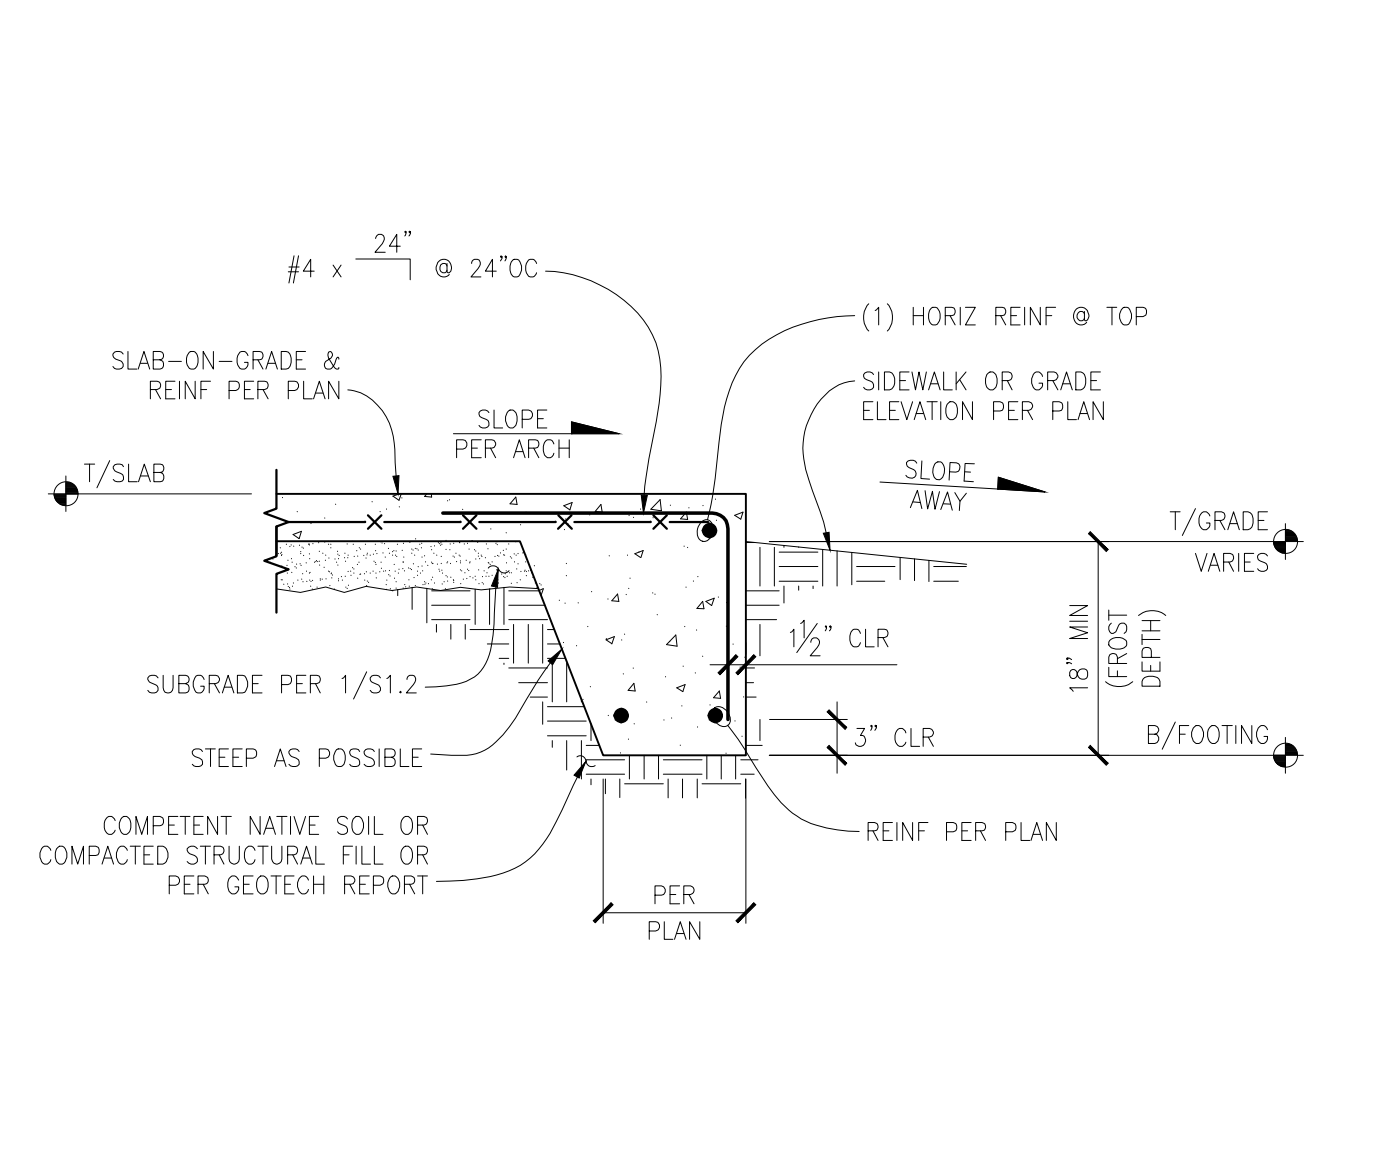 24”
#4 x @ 24”OC
(1) HORIZ REINF @ TOP
SLAB-ON-GRADE &
REINF PER PLAN
SIDEWALK OR GRADE
ELEVATION PER PLAN
SLOPE
PER ARCH
T/SLAB
SLOPE
AWAY
T/GRADE
VARIES
1½” CLR
18” MIN
(FROST
DEPTH)
SUBGRADE PER 1/S1.2
STEEP AS POSSIBLE
3” CLR
B/FOOTING
COMPETENT NATIVE SOIL OR
COMPACTED STRUCTURAL FILL OR
PER GEOTECH REPORT
REINF PER PLAN
PER
PLAN